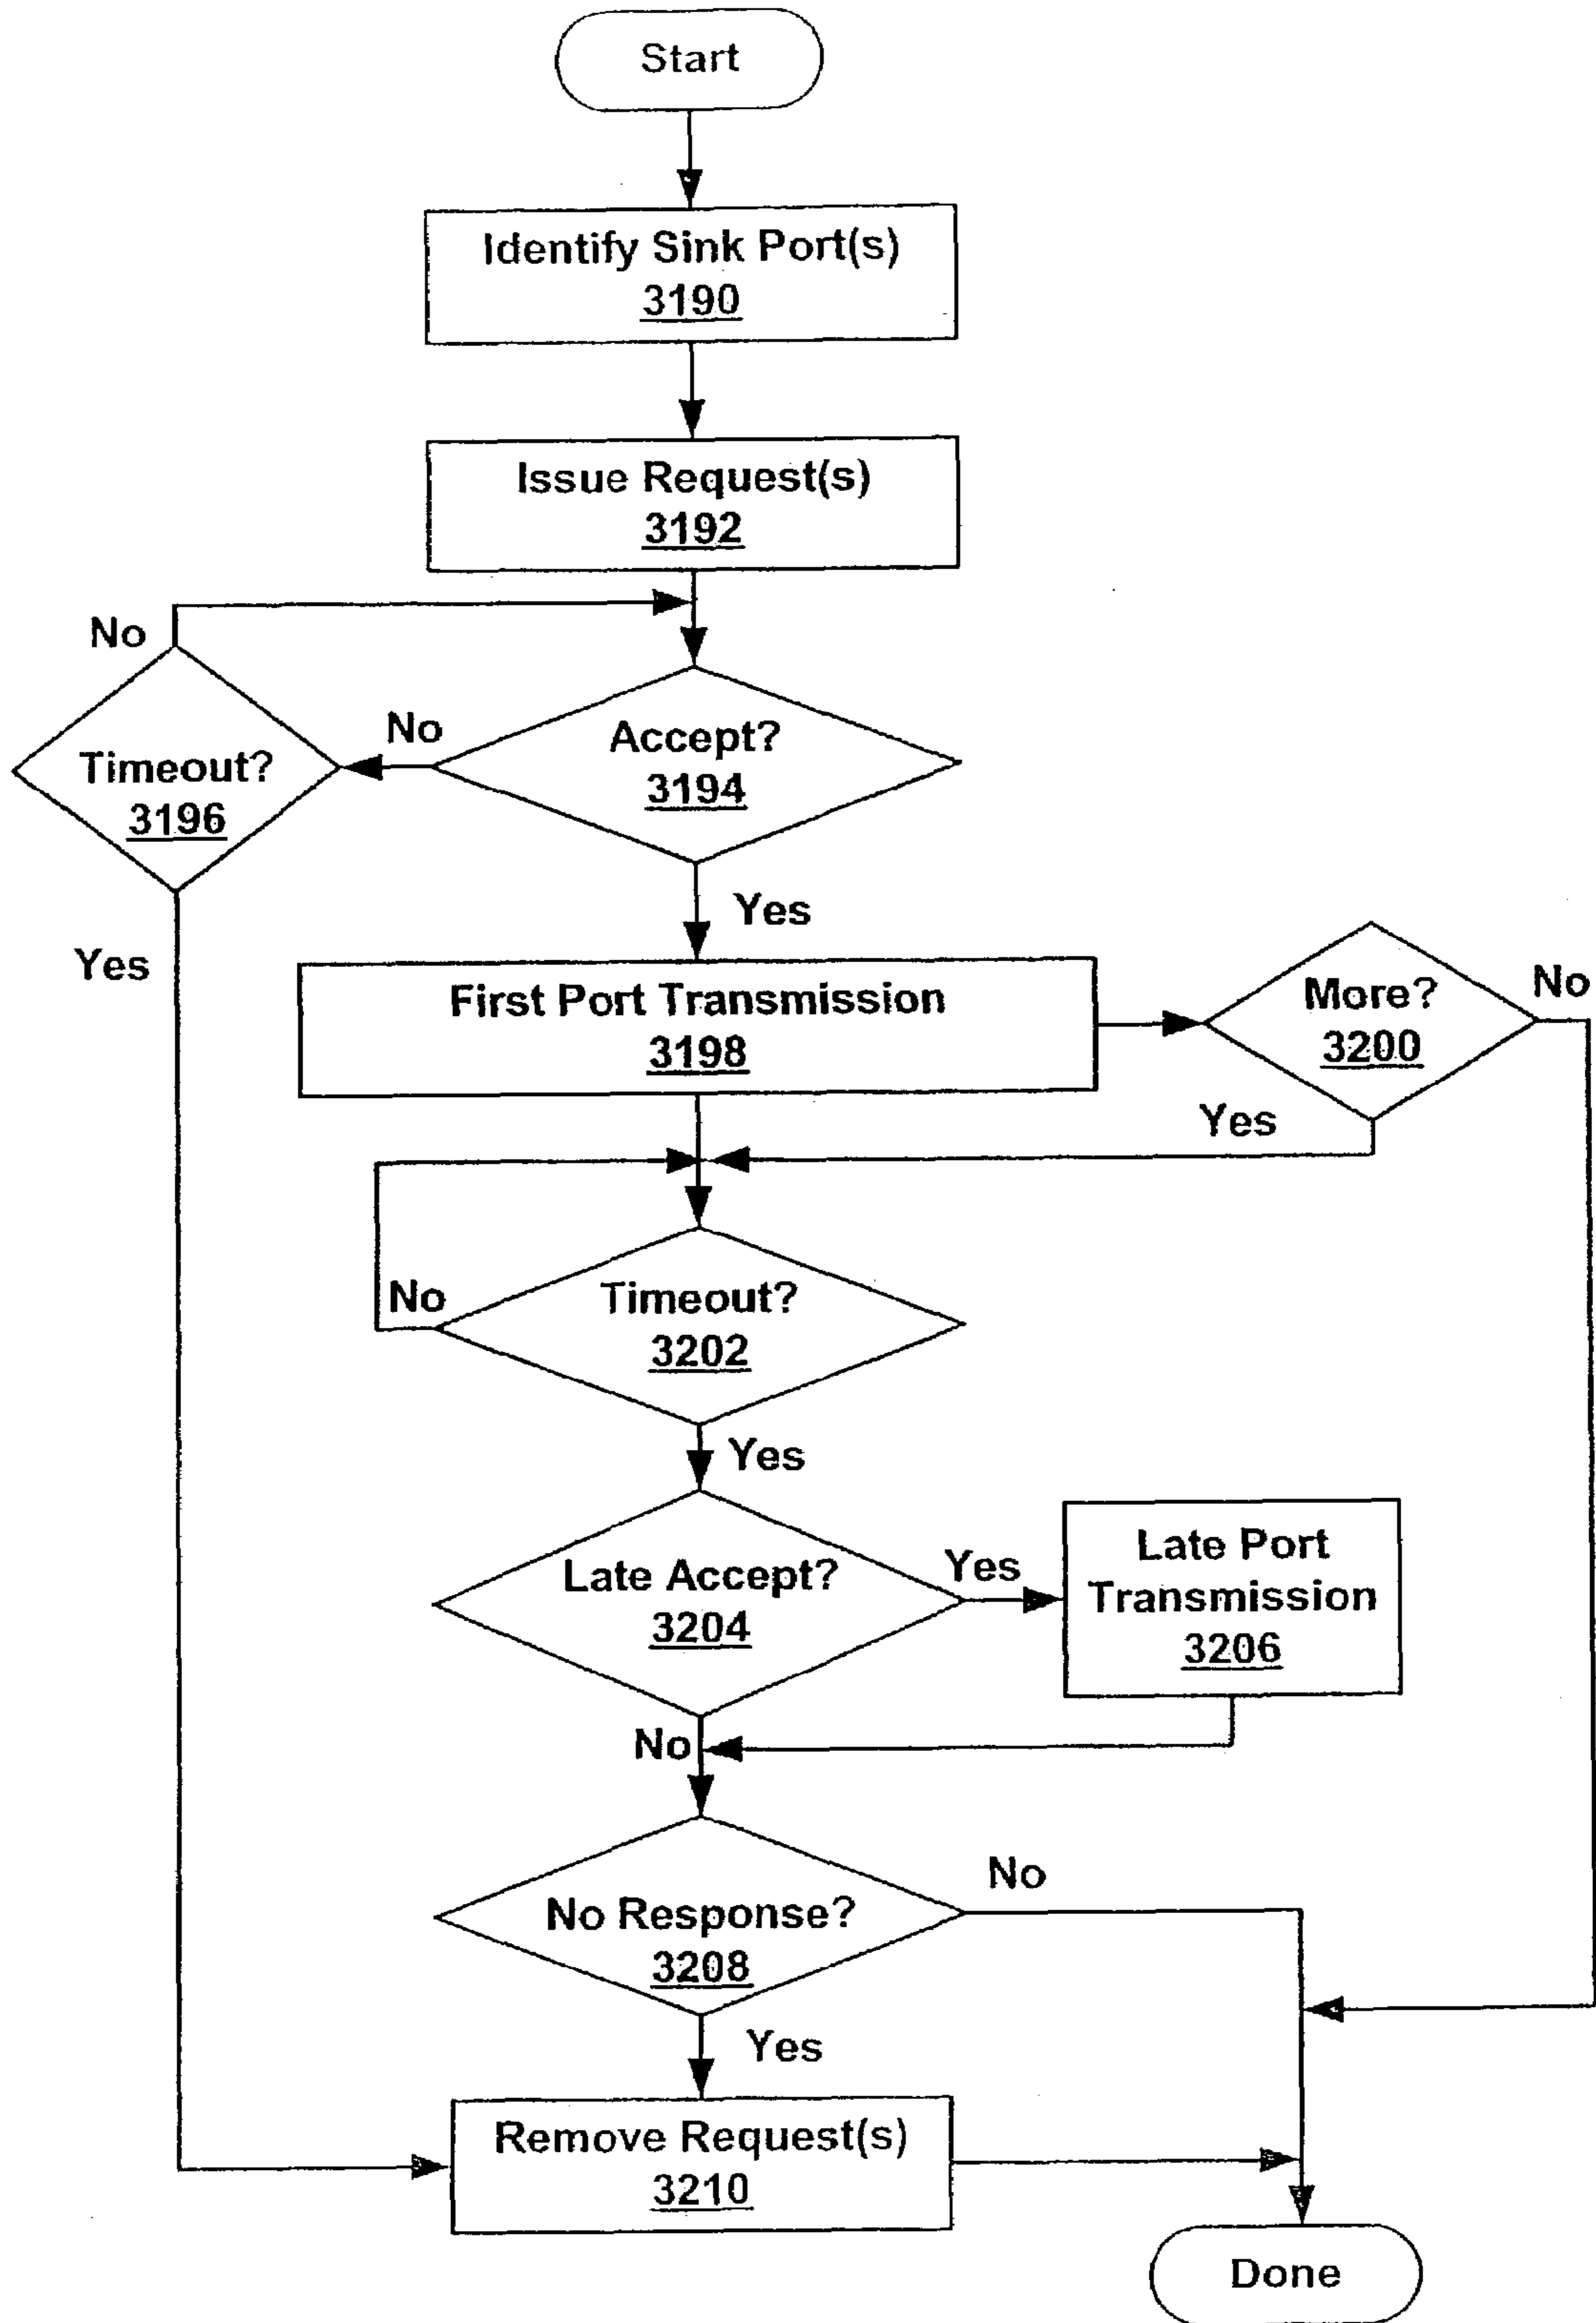 Start
Identify Sink Port(s)
3190
Issue Request(s)
3192
No
Timeout?
3196
No
Accept?
3194
Yes
Yes
First Port Transmission
3198
More?
3200
No
Yes
No
Timeout?
3202
Yes
Late Accept?
3204
Yes
Late Port
Transmission
3206
No
No Response?
3208
No
Yes
Remove Request(s)
3210
Done